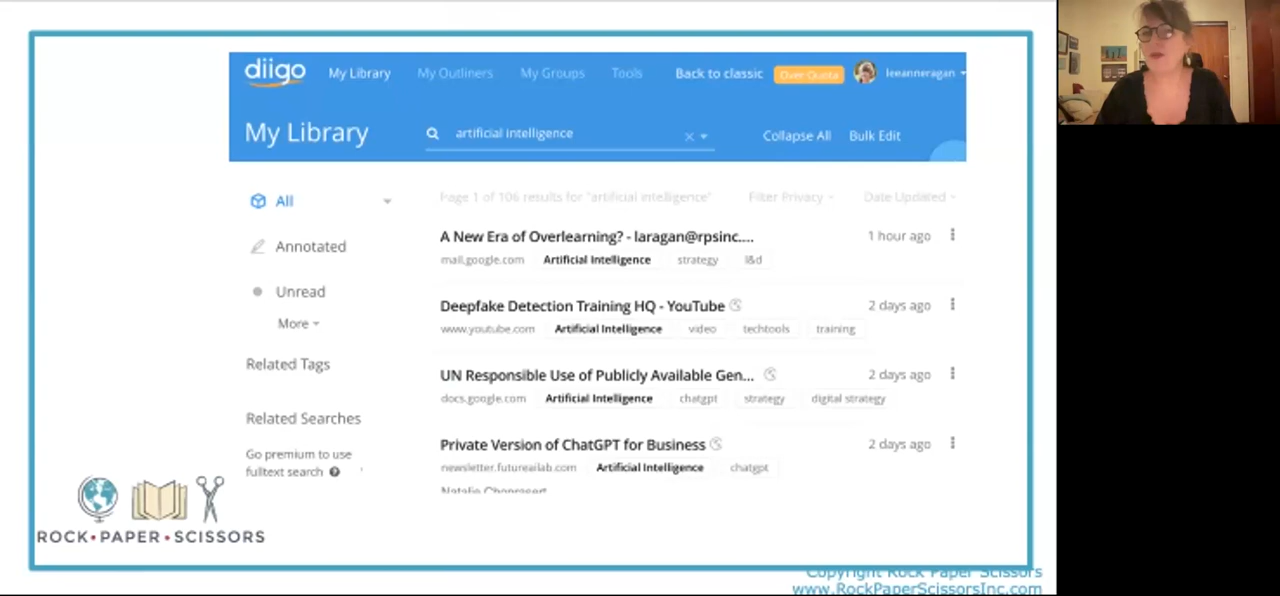 diigo My Library My Outliners My Groups Tools Back to classic Over Quota leeanneragan
My Library artificial intelligence Collapse All Bulk Edit
All Page 1 of 106 results for "artificial intelligence" Filter Privacy Date Updated
A New Era of Overlearning? - laragan@rpsinc.... 1 hour ago
Annotated mail.google.com Artificial Intelligence strategy l&d
Unread Deepfake Detection Training HQ - YouTube 2 days ago
More www.youtube.com Artificial Intelligence video techtools training
Related Tags UN Responsible Use of Publicly Available Gen... 2 days ago
docs.google.com Artificial Intelligence chatgpt strategy digital strategy
Related Searches
Go premium to use Private Version of ChatGPT for Business 2 days ago
fulltext search newsletter.futureailab.com Artificial Intelligence chatgpt
ROCK•PAPER•SCISSORS
Copyright Rock Paper Scissors
www.RockPaperScissorsInc.com